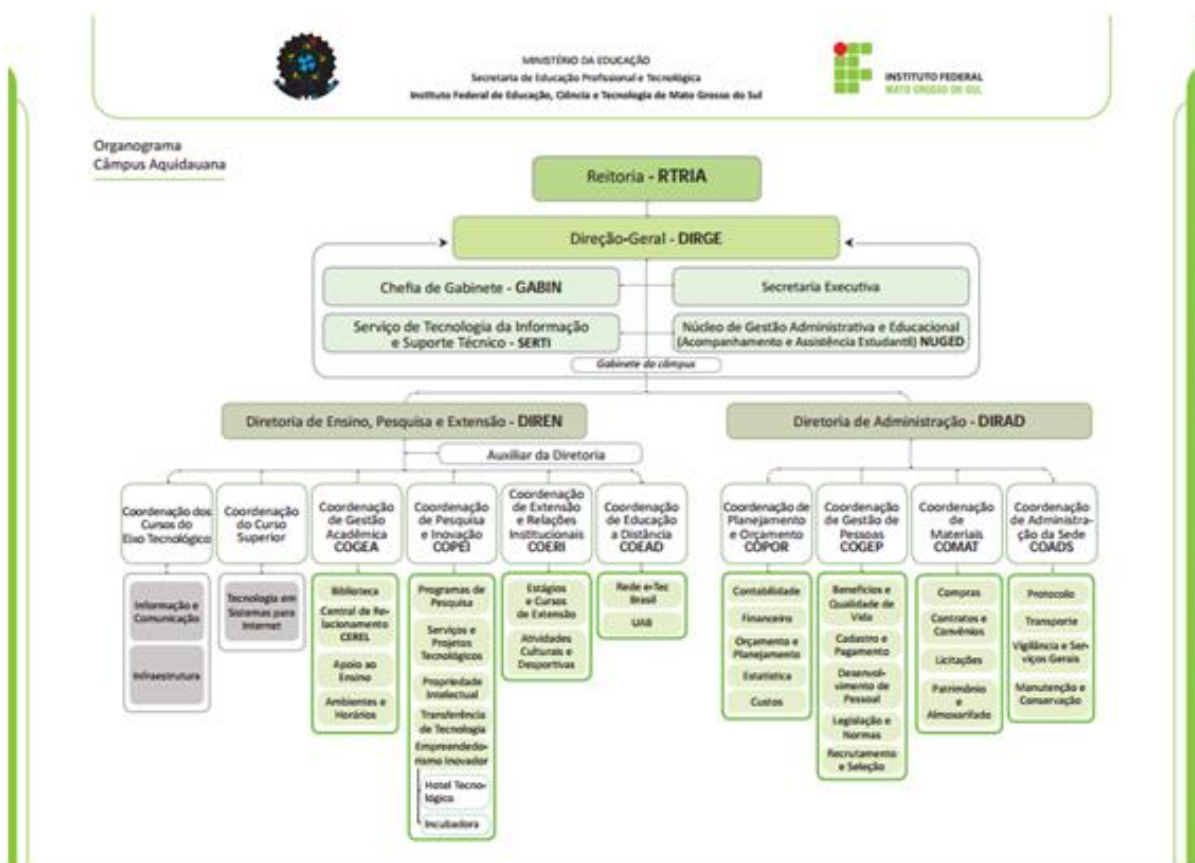 MINISTÉRIO DA EDUCAÇÃO
Secretaria de Educação Profissional e Tecnológica
Instituto Federal de Educação, Ciência e Tecnologia de Mato Grosso do Sul
INSTITUTO FEDERAL
MATO GROSSO DO SUL
Organograma
Câmpus Aquidauana
Reitoria - RTRIA
Direção-Geral - DIRGE
Chefia de Gabinete - GABIN
Secretaria Executiva
Serviço de Tecnologia da Informação
e Suporte Técnico - SERTI
Núcleo de Gestão Administrativa e Educacional
(Acompanhamento e Assistência Estudantil) NUGED
Gabinete do câmpus
Diretoria de Ensino, Pesquisa e Extensão - DIREN
Diretoria de Administração - DIRAD
Auxiliar da Diretoria
Coordenação dos
Cursos do
Eixo Tecnológico
Informação e
Comunicação
Infraestrutura
Coordenação
do Curso
Superior
Tecnologia em
Sistemas para
Internet
Coordenação
de Gestão
Acadêmica
COGEA
Biblioteca
Central de Re-
lacionamento
CEREL
Apoio ao
Ensino
Ambientes e
Horários
Coordenação
de Pesquisa
e Inovação
COPEI
Programas de
Pesquisa
Serviços e
Projetos
Tecnológicos
Propriedade
Intelectual
Transferência
de Tecnologia
Empreendedo-
rismo Inovador
Hotel Tecno-
lógico
Incubadora
Coordenação
de Extensão
e Relações
Institucionais
COERI
Estágios
e Cursos
de Extensão
Atividades
Culturais e
Desportivas
Coordenação
de Educação
a Distância
COEAD
Rede e-Tec
Brasil
UAB
Coordenação de
Planejamento
e Orçamento
COPOR
Contabilidade
Financeiro
Orçamento e
Planejamento
Estatística
Custos
Coordenação
de Gestão de
Pessoas
COGEP
Benefícios e
Qualidade de
Vida
Cadastro e
Pagamento
Desenvol-
vimento de
Pessoal
Legislação e
Normas
Recrutamento
e Seleção
Coordenação
de
Materiais
COMAT
Compras
Contratos e
Convênios
Licitações
Patrimônio
e
Almoxarifado
Coordenação
de Administra-
ção da Sede
COADS
Protocolo
Transporte
Vigilância e Ser-
viços Gerais
Manutenção e
Conservação